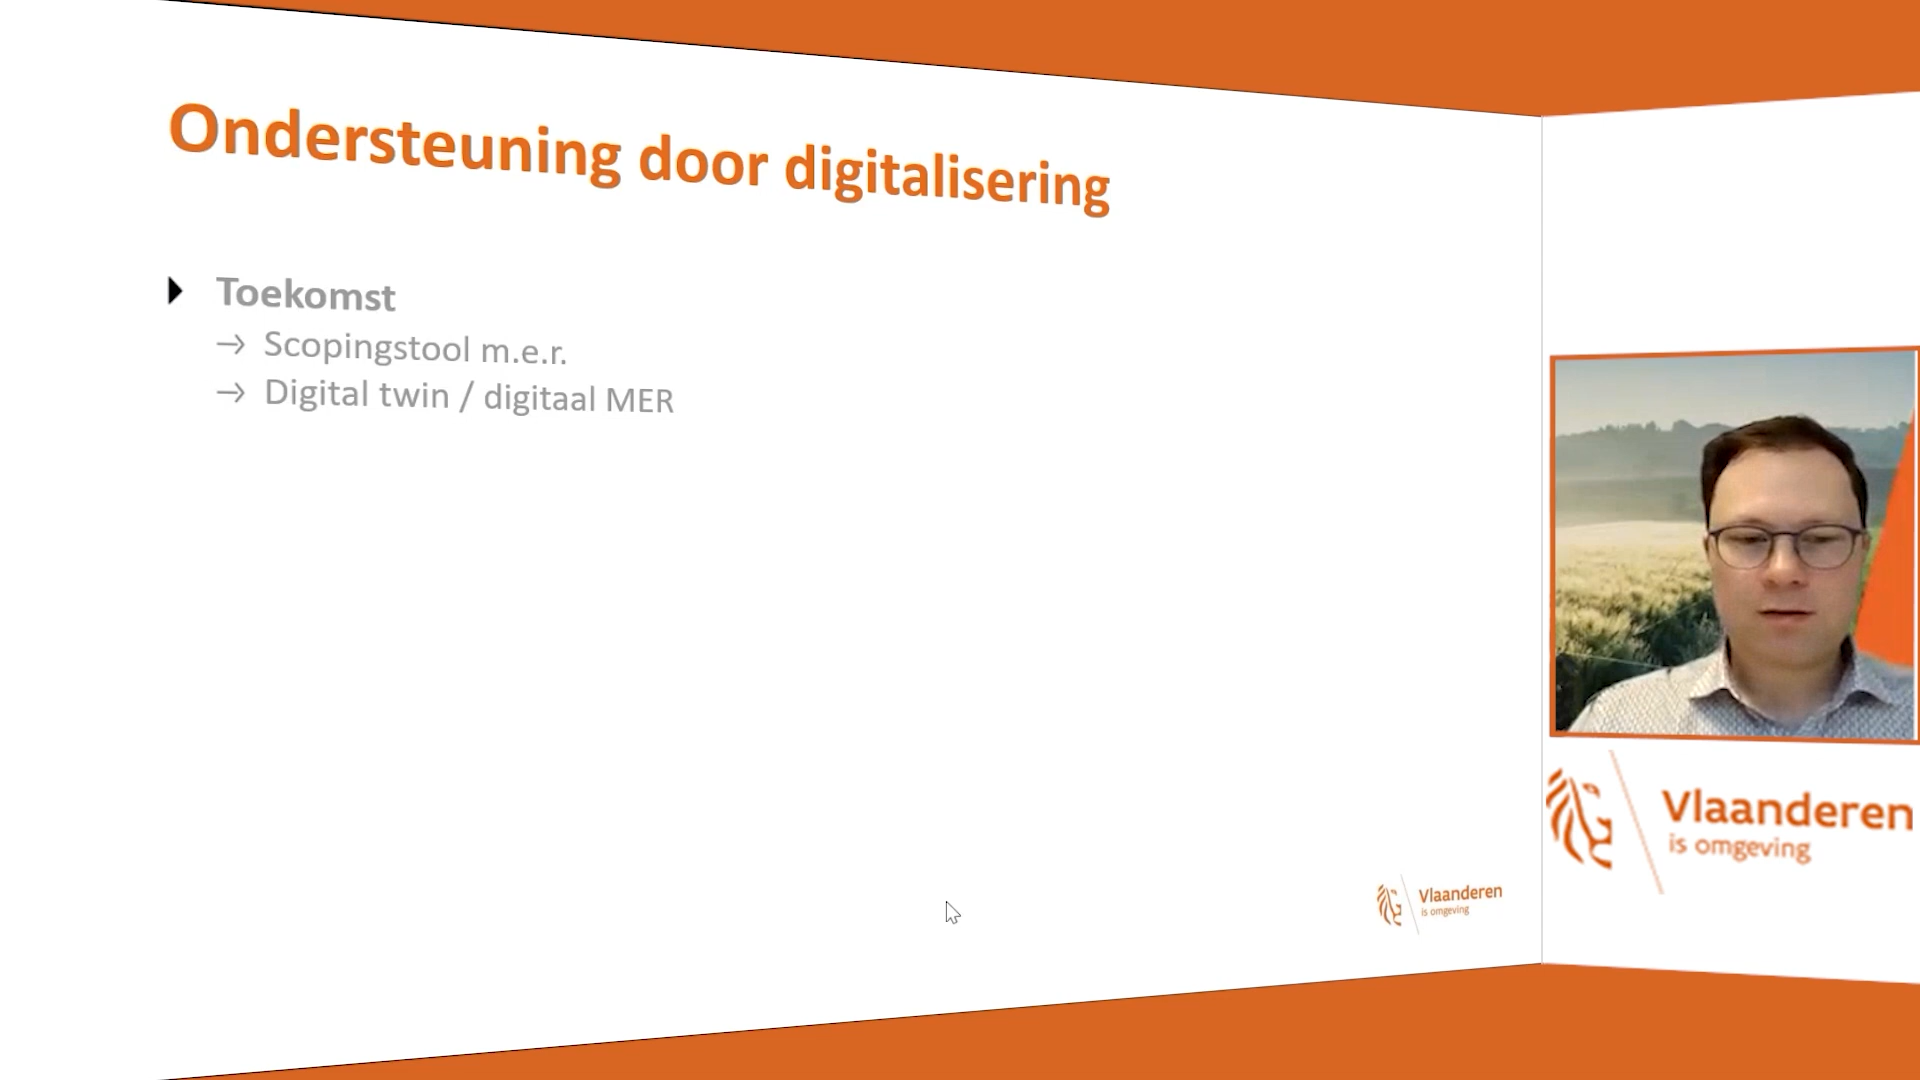 Ondersteuning door digitalisering
Toekomst
→ Scopingstool m.e.r.
→ Digital twin / digitaal MER
Vlaanderen
is omgeving
Vlaanderen
is omgeving